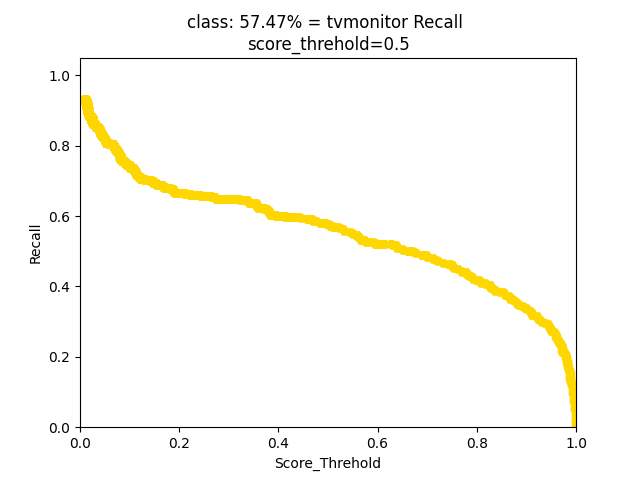 class: 57.47% = tvmonitor Recall
score_threhold=0.5
1.0
0.8
0.6
0.4
0.2
0.0
Recall
0.0 0.2 0.4 0.6 0.8 1.0
Score_Threhold